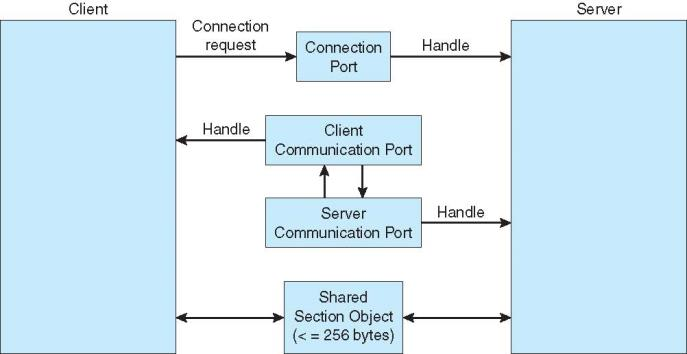 Client
Server
Connection
request
Connection
Port
Handle
Handle
Client
Communication Port
Server
Communication Port
Handle
Shared
Section Object
(< = 256 bytes)